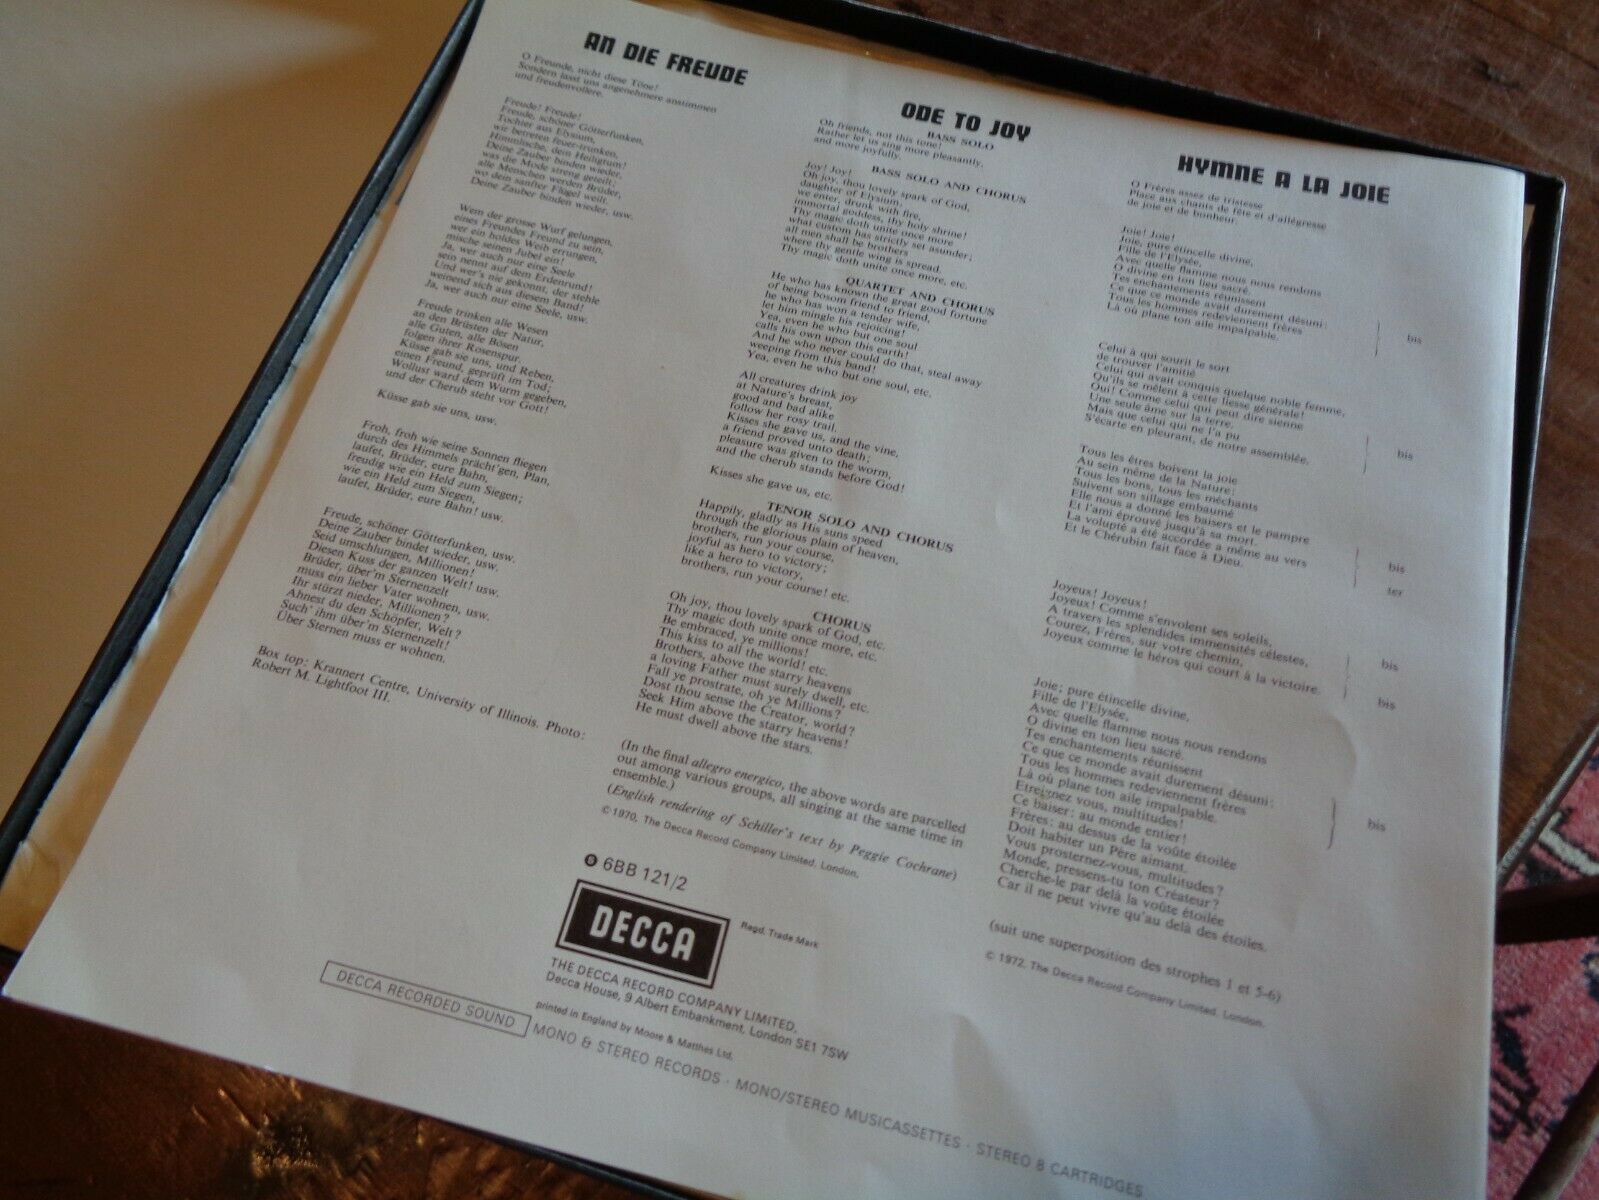 AN DIE FREUDE
O Freunde, nicht diese Töne!
Sondern lasst uns angenehmere anstimmen
und freudenvollere.
Freude! Freude!
Freude, schöner Götterfunken,
Tochter aus Elysium,
wir betreten feuer-trunken,
Himmlische, dein Heiligtum!
Deine Zauber binden wieder,
was die Mode streng geteilt,
alle Menschen werden Brüder,
wo dein sanfter Flügel weilt.
Deine Zauber binden wieder, usw.
Wem der grosse Wurf gelungen,
eines Freundes Freund zu sein,
wer ein holdes Weib errungen,
mische seinen Jubel ein!
Ja, wer auch nur eine Seele
sein nennt auf dem Erdenrund!
Und wer's nie gekonnt, der stehle
weinend sich aus diesem Band!
Ja, wer auch nur eine Seele, usw.
Freude trinken alle Wesen
an den Brüsten der Natur,
alle Guten, alle Bösen
folgen ihrer Rosenspur.
Küsse gab sie uns, und Reben,
einen Freund, geprüft im Tod;
Wollust ward dem Wurm gegeben,
und der Cherub steht vor Gott!
Küsse gab sie uns, usw.
Froh, froh wie seine Sonnen fliegen
durch des Himmels prächt'gen, Plan,
laufet, Brüder, eure Bahn,
freudig wie ein Held zum Siegen;
wie ein Held zum Siegen,
laufet, Brüder, eure Bahn! usw.
Freude, schöner Götterfunken, usw.
Deine Zauber bindet wieder, usw.
Seid umschlungen, Millionen!
Diesen Kuss der ganzen Welt! usw.
Brüder, über'm Sternenzelt
muss ein lieber Vater wohnen, usw.
Ihr stürzt nieder, Millionen?
Ahnest du den Schöpfer, Welt?
Such' ihm über'm Sternenzelt!
Über Sternen muss er wohnen.
Box top: Krannert Centre, University of Illinois. Photo:
Robert M. Lightfoot III.
ODE TO JOY
BASS SOLO
Oh friends, not this tone!
Rather let us sing more pleasantly,
and more joyfully.
BASS SOLO AND CHORUS
Joy! Joy!
Oh joy, thou lovely spark of God,
daughter of Elysium,
we enter, drunk with fire,
immortal goddess, thy holy shrine!
Thy magic doth unite once more
what custom has strictly set asunder;
all men shall be brothers
where thy gentle wing is spread.
Thy magic doth unite once more, etc.
QUARTET AND CHORUS
He who has known the great good fortune
of being bosom friend to friend,
he who has won a tender wife,
let him mingle his rejoicing!
Yea, even he who but one soul
calls his own upon this earth!
And he who never could do that, steal away
weeping from this band!
Yea, even he who but one soul, etc.
All creatures drink joy
at Nature's breast,
good and bad alike
follow her rosy trail.
Kisses she gave us, and the vine,
a friend proved unto death;
pleasure was given to the worm,
and the cherub stands before God!
Kisses she gave us, etc.
TENOR SOLO AND CHORUS
Happily, gladly as His suns speed
through the glorious plain of heaven,
brothers, run your course,
joyful as hero to victory;
like a hero to victory,
brothers, run your course! etc.
CHORUS
Oh joy, thou lovely spark of God, etc.
Thy magic doth unite once more, etc.
Be embraced, ye millions!
This kiss to all the world! etc.
Brothers, above the starry heavens
a loving Father must surely dwell, etc.
Fall ye prostrate, oh ye Millions?
Dost thou sense the Creator, world?
Seek Him above the starry heavens!
He must dwell above the stars.
(In the final allegro energico, the above words are parcelled
out among various groups, all singing at the same time in
ensemble.)
(English rendering of Schiller's text by Peggie Cochrane)
© 1970, The Decca Record Company Limited, London.
HYMNE A LA JOIE
O Frères assez de tristesse
Place aux chants de fête et d'allégresse
de joie et de bonheur.
Joie! Joie!
Joie, pure étincelle divine,
Fille de l'Elysée,
Avec quelle flamme nous nous rendons
O divine en ton lieu sacré.
Tes enchantements réunissent
Ce que ce monde avait durement désuni:
Tous les hommes redeviennent frères
Là où plane ton aile impalpable.
bis
Celui à qui sourit le sort
de trouver l'amitié
Celui qui avait conquis quelque noble femme,
Qu'ils se mêlent à cette liesse générale!
Oui! Comme celui qui peut dire sienne
Une seule âme sur la terre.
Mais que celui qui ne l'a pu
S'écarte en pleurant, de notre assemblée.
bis
Tous les êtres boivent la joie
Au sein même de la Nature;
Tous les bons, tous les méchants
Suivent son sillage embaumé
Elle nous a donné les baisers et le pampre
Et l'ami éprouvé jusqu'à sa mort.
La volupté a été accordée a même au vers
Et le Chérubin fait face à Dieu.
bis
ter
Joyeux! Joyeux!
Joyeux! Comme s'envolent ses soleils,
A travers les splendides immensités célestes,
Courez, Frères, sur votre chemin,
Joyeux comme le héros qui court à la victoire.
bis
bis
Joie; pure étincelle divine,
Fille de l'Elysée,
Avec quelle flamme nous nous rendons
O divine en ton lieu sacré.
Tes enchantements réunissent
Ce que ce monde avait durement désuni:
Tous les hommes redeviennent frères
Là où plane ton aile impalpable.
Etreignez vous, multitudes!
Ce baiser: au monde entier!
Frères: au dessus de la voûte étoilée
Doit habiter un Père aimant.
Vous prosternez-vous, multitudes?
Monde, pressens-tu ton Créateur?
Cherche-le par delà la voûte étoilée
Car il ne peut vivre qu'au delà des étoiles.
bis
(suit une superposition des strophes 1 et 5-6)
© 1972, The Decca Record Company Limited, London.
6BB 121/2
DECCA
Regd. Trade Mark
THE DECCA RECORD COMPANY LIMITED,
Decca House, 9 Albert Embankment, London SE1 7SW
printed in England by Moore & Matthes Ltd.
DECCA RECORDED SOUND MONO & STEREO RECORDS · MONO/STEREO MUSICASSETTES · STEREO 8 CARTRIDGES